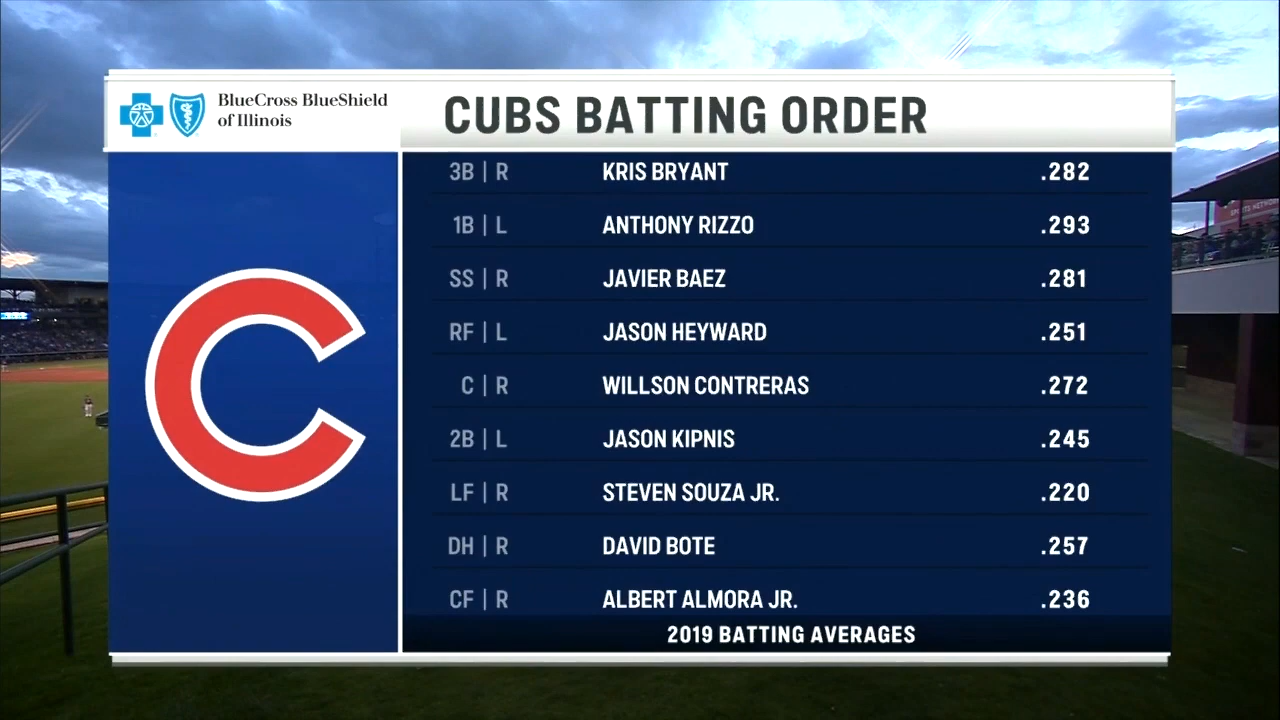 BlueCross BlueShield
of Illinois
CUBS BATTING ORDER
3B | R KRIS BRYANT .282
1B | L ANTHONY RIZZO .293
SS | R JAVIER BAEZ .281
RF | L JASON HEYWARD .251
C | R WILLSON CONTRERAS .272
2B | L JASON KIPNIS .245
LF | R STEVEN SOUZA JR. .220
DH | R DAVID BOTE .257
CF | R ALBERT ALMORA JR. .236
2019 BATTING AVERAGES
SPORTS NETWORK